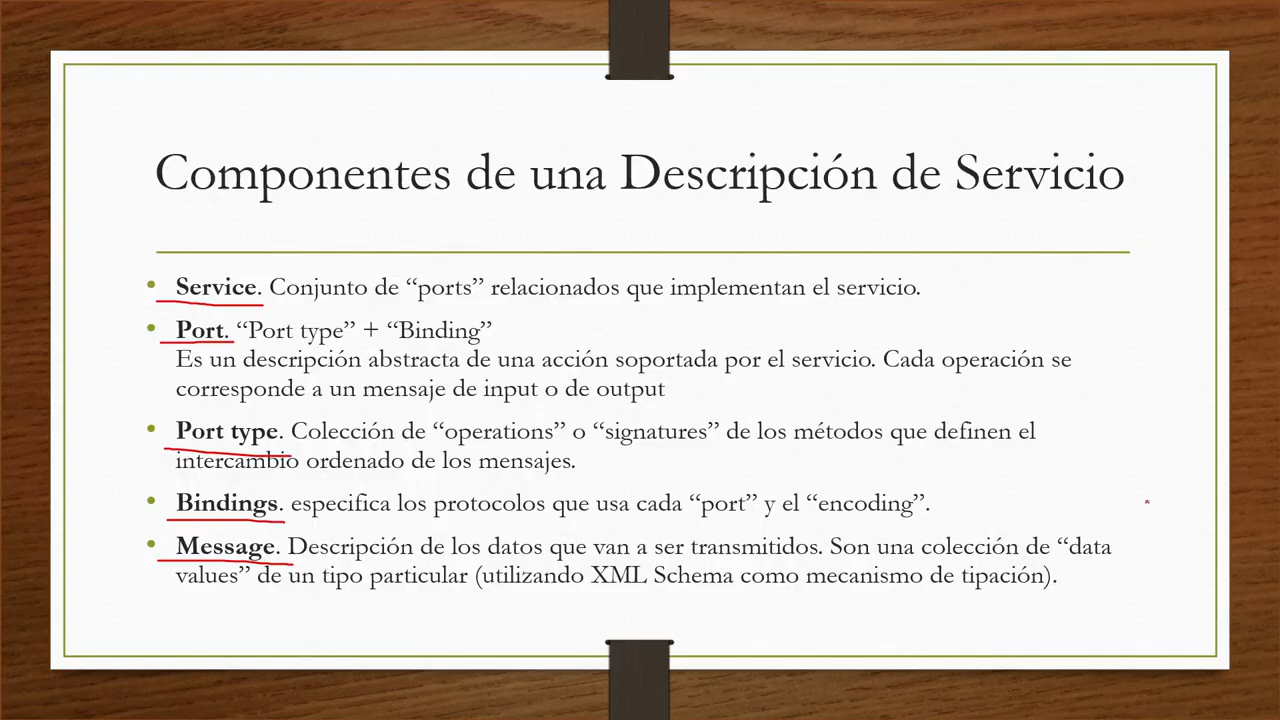 Componentes de una Descripción de Servicio
• Service. Conjunto de “ports” relacionados que implementan el servicio.
• Port. “Port type” + “Binding”
Es un descripción abstracta de una acción soportada por el servicio. Cada operación se
corresponde a un mensaje de input o de output
• Port type. Colección de “operations” o “signatures” de los métodos que definen el
intercambio ordenado de los mensajes.
• Bindings. especifica los protocolos que usa cada “port” y el “encoding”.
• Message. Descripción de los datos que van a ser transmitidos. Son una colección de “data
values” de un tipo particular (utilizando XML Schema como mecanismo de tipación).